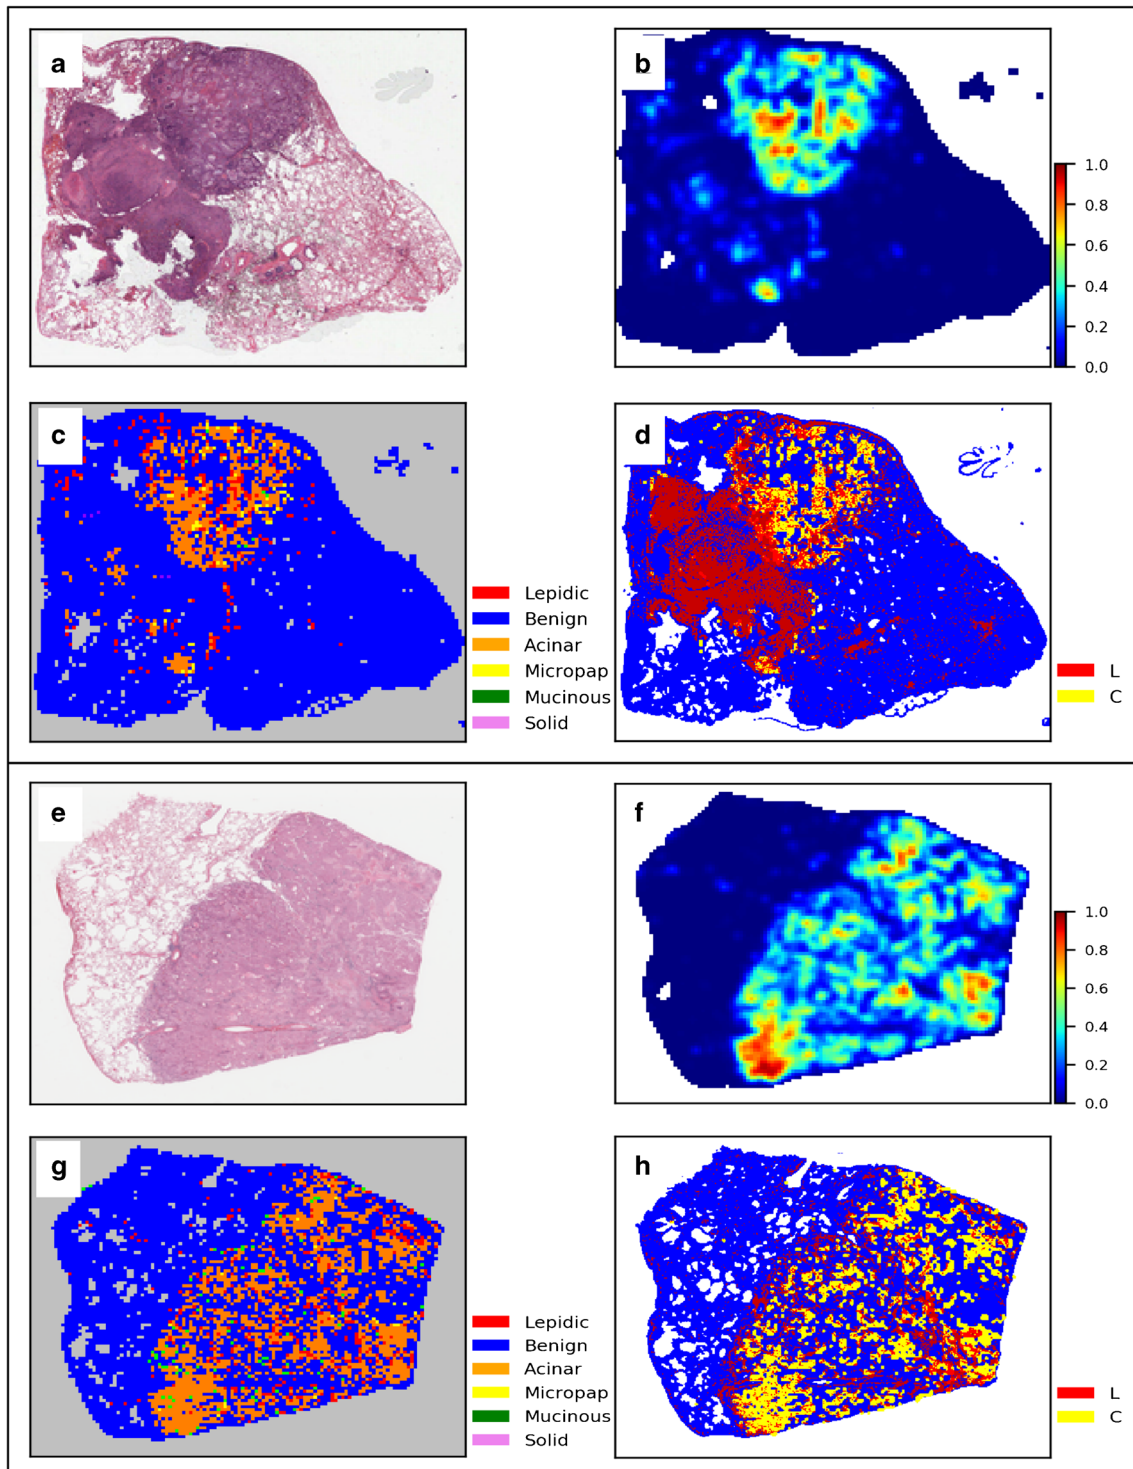 a
b
1.0
0.8
0.6
0.4
0.2
0.0
c
Lepidic
Benign
Acinar
Micropap
Mucinous
Solid
d
L
C
e
f
1.0
0.8
0.6
0.4
0.2
0.0
g
Lepidic
Benign
Acinar
Micropap
Mucinous
Solid
h
L
C